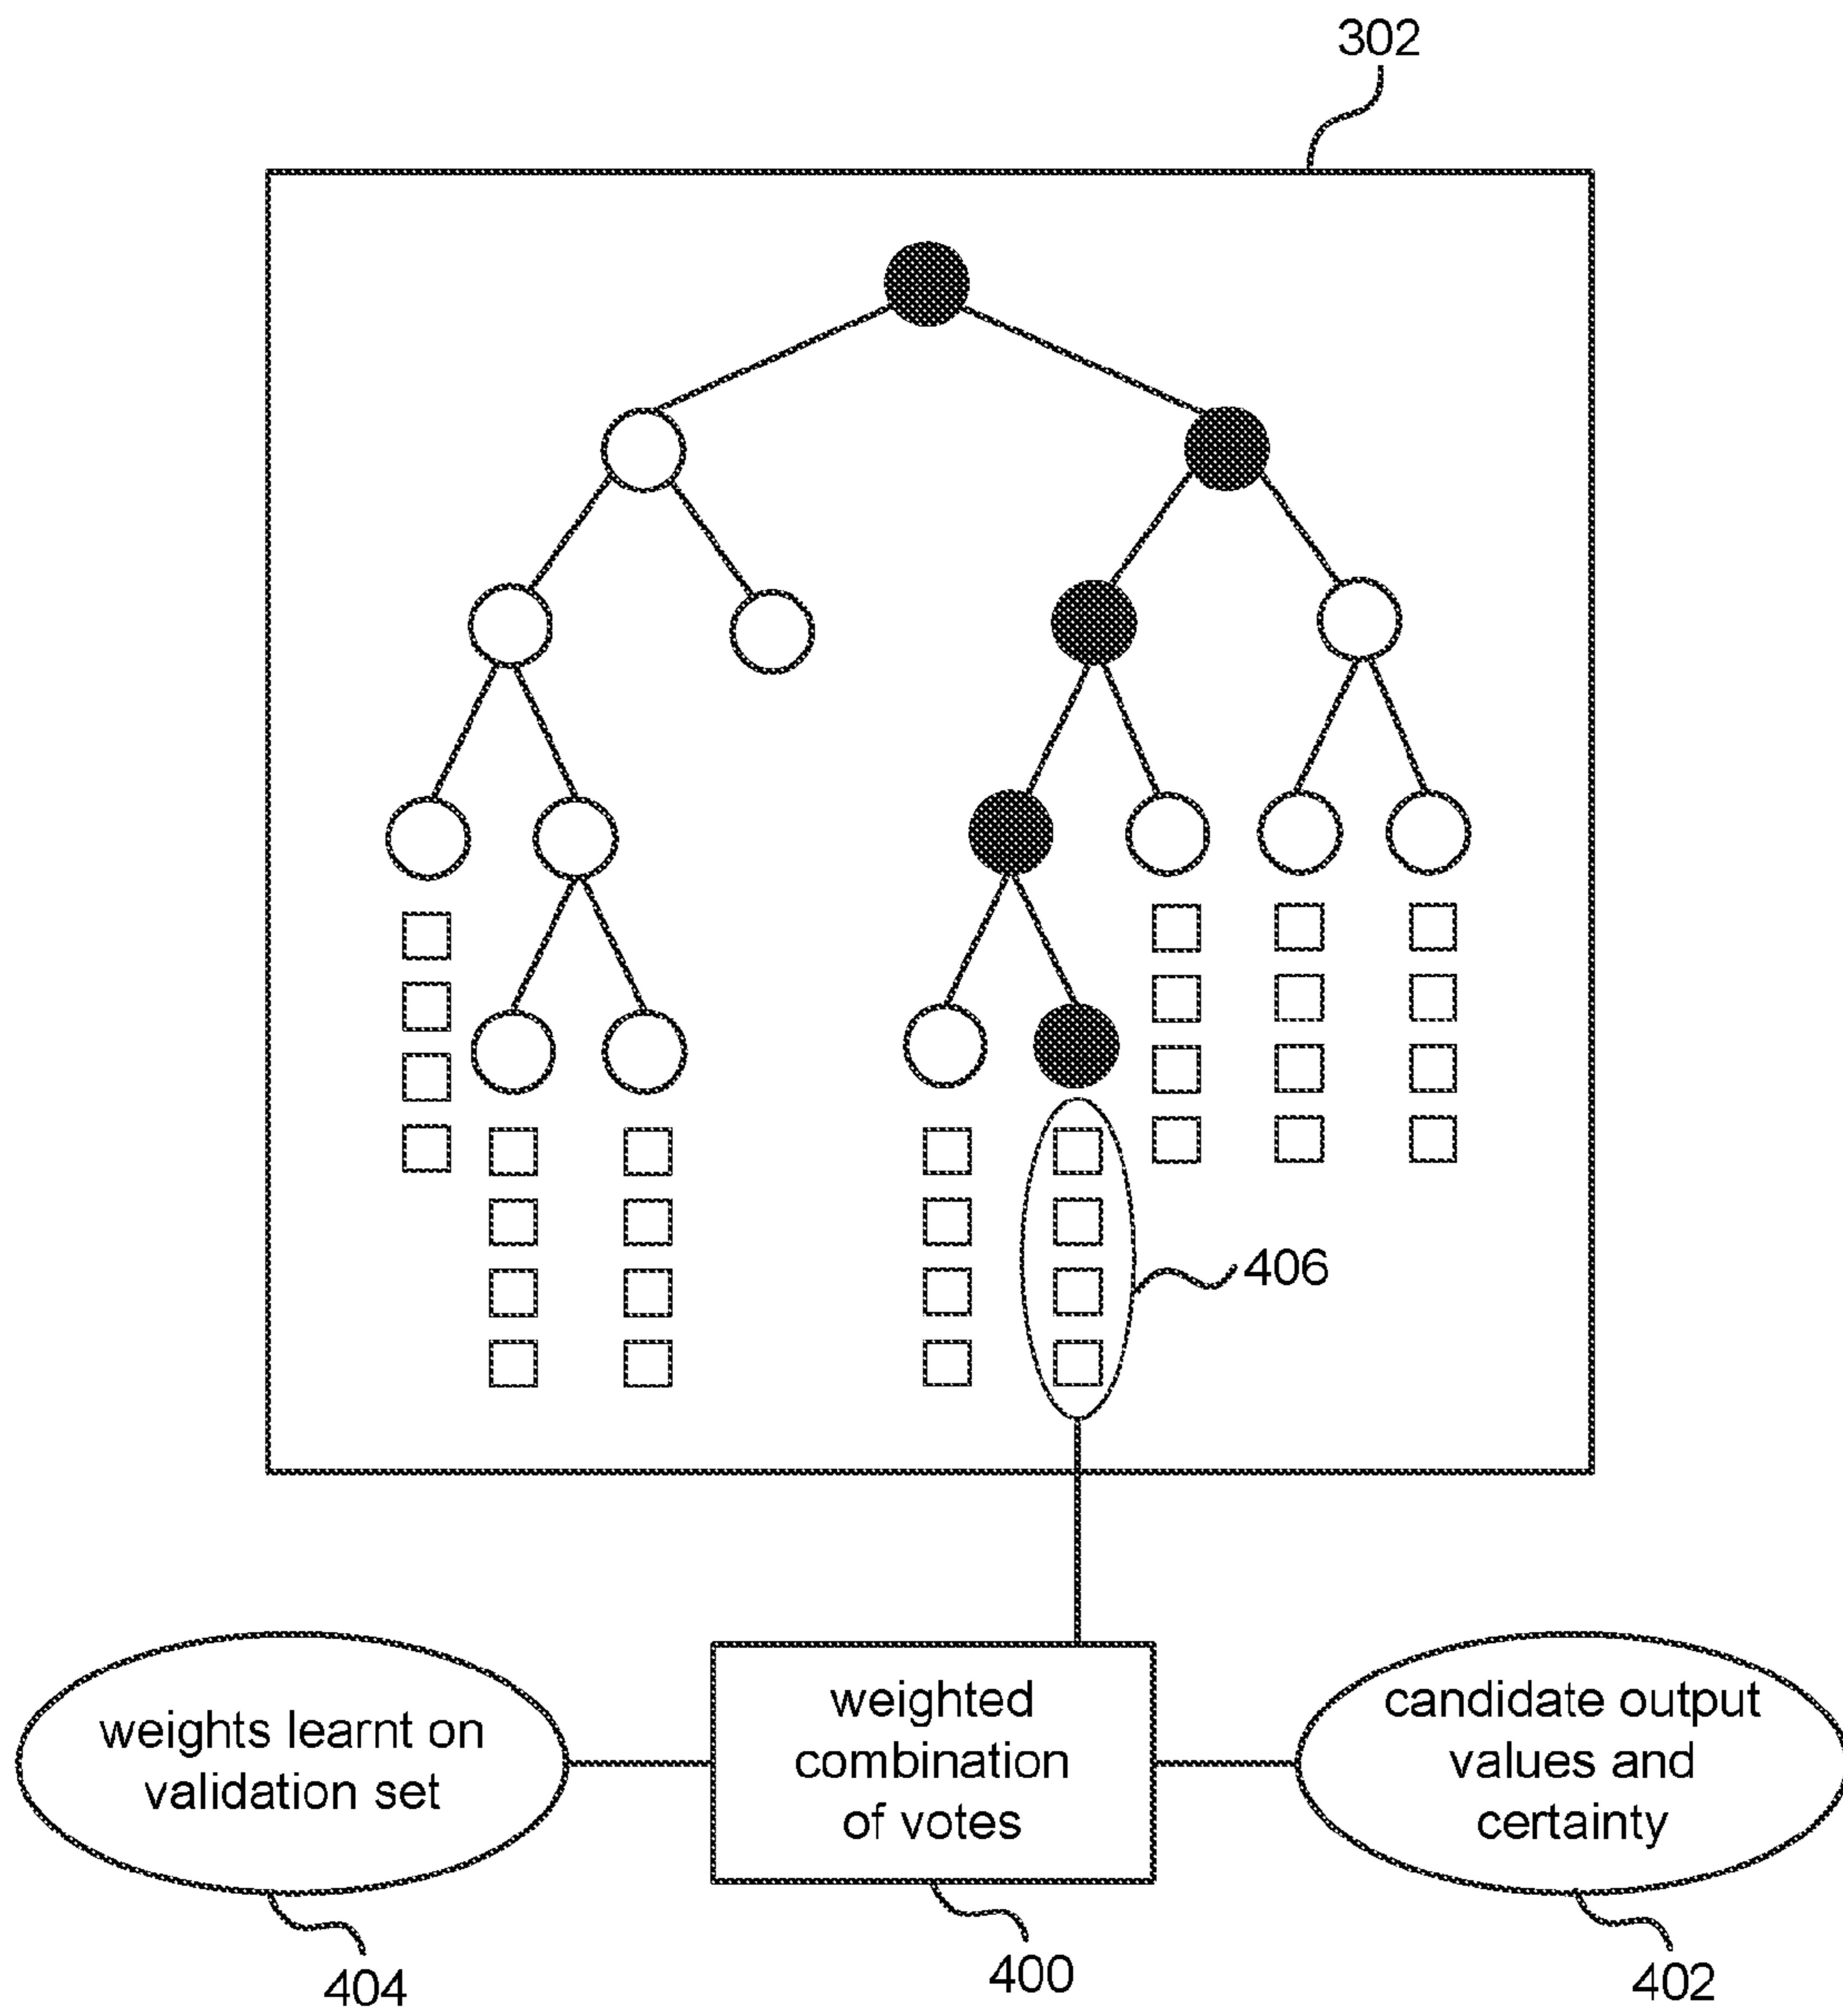 302
406
weights learnt on
validation set
weighted
combination
of votes
candidate output
values and
certainty
404
400
402